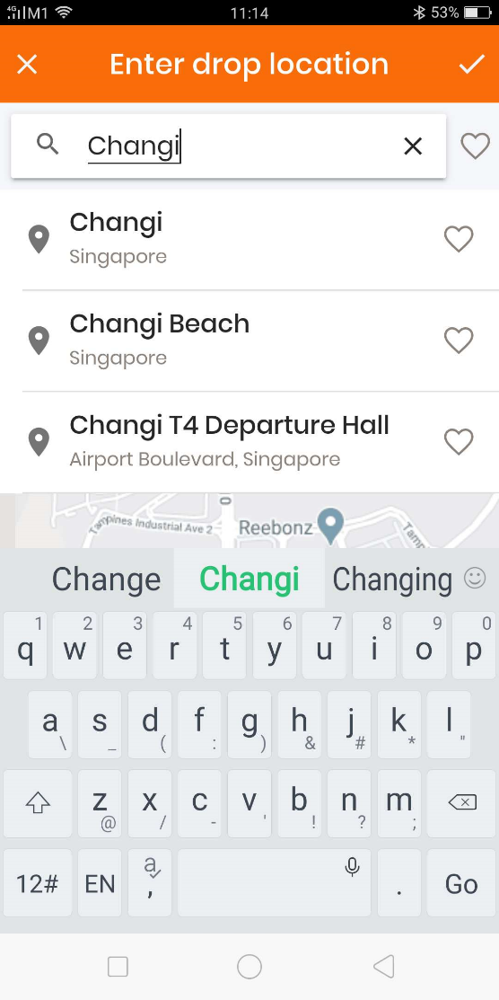 4G M1 11:14 53%
Enter drop location
Changi
Changi
Singapore
Changi Beach
Singapore
Changi T4 Departure Hall
Airport Boulevard, Singapore
Tampines Industrial Ave 2
Reebonz
Change Changi Changing
1 2 3 4 5 6 7 8 9 0
q w e r t y u i o p
a s d f g h j k l
\ _ ( : ) & # * "
z x c v b n m
@ / - ' ! ? ;
12# EN a , . Go